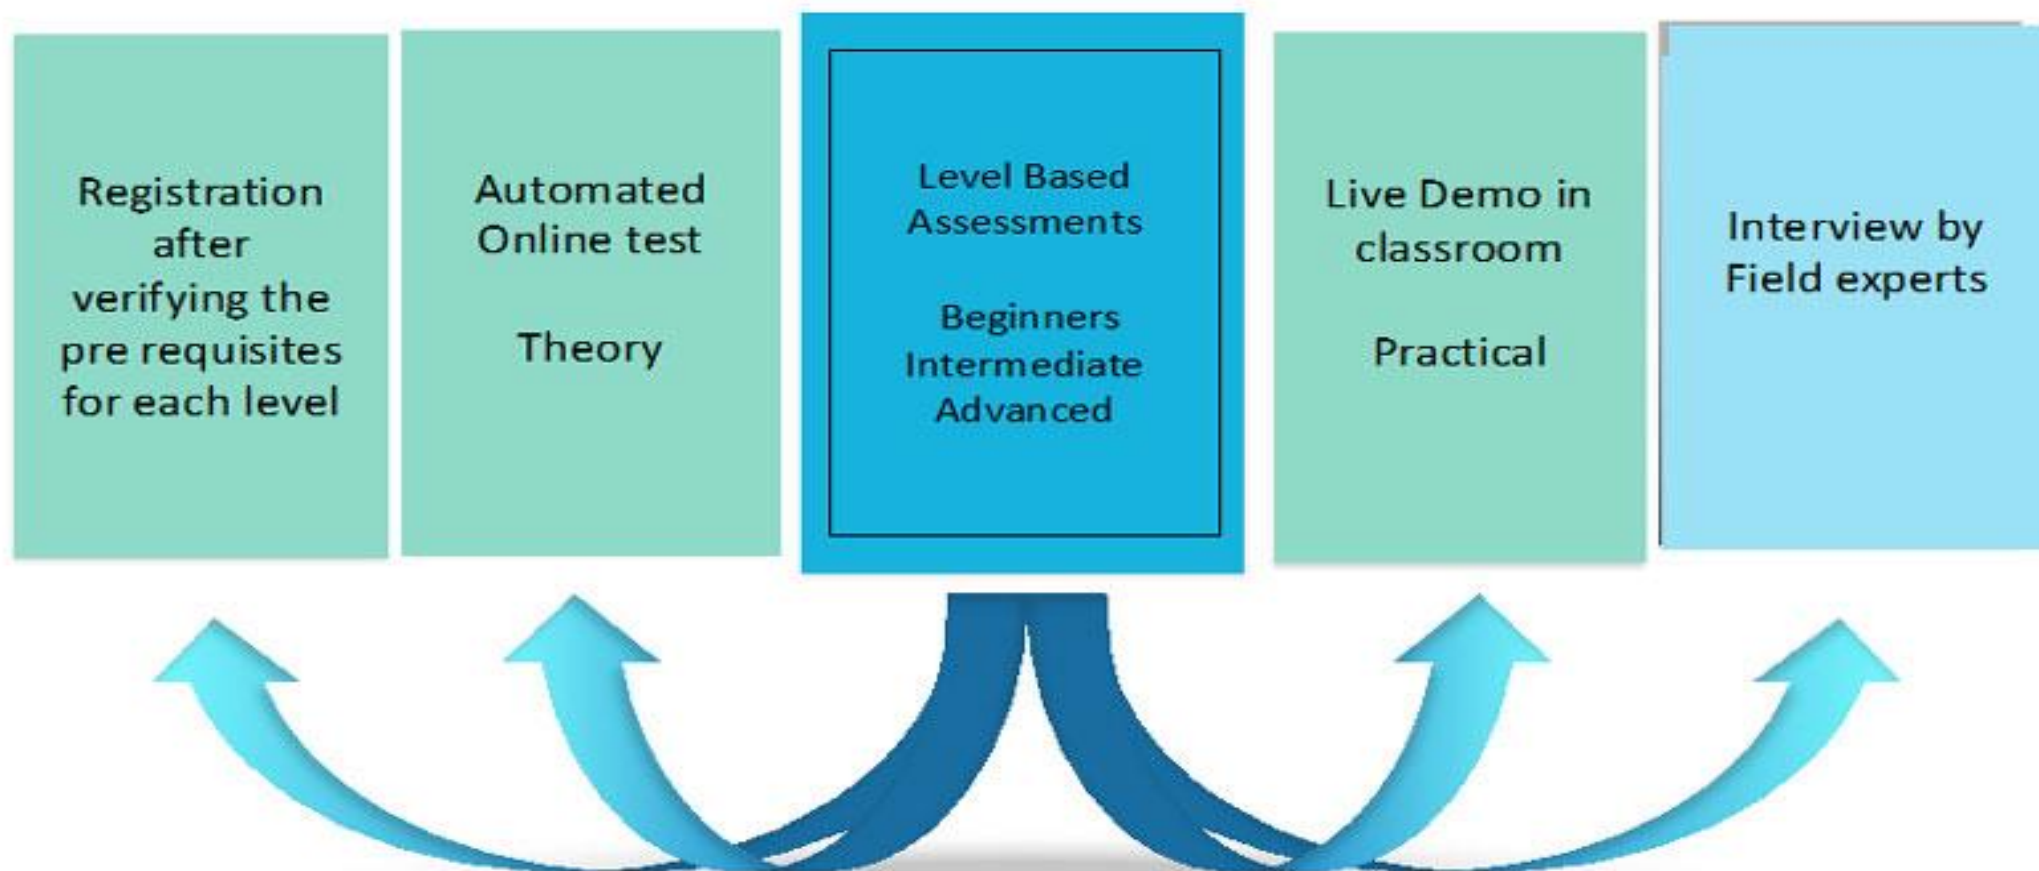 Registration
after
verifying the
pre requisites
for each level
Automated
Online test
Theory
Level Based
Assessments
Beginners
Intermediate
Advanced
Live Demo in
classroom
Practical
Interview by
Field experts